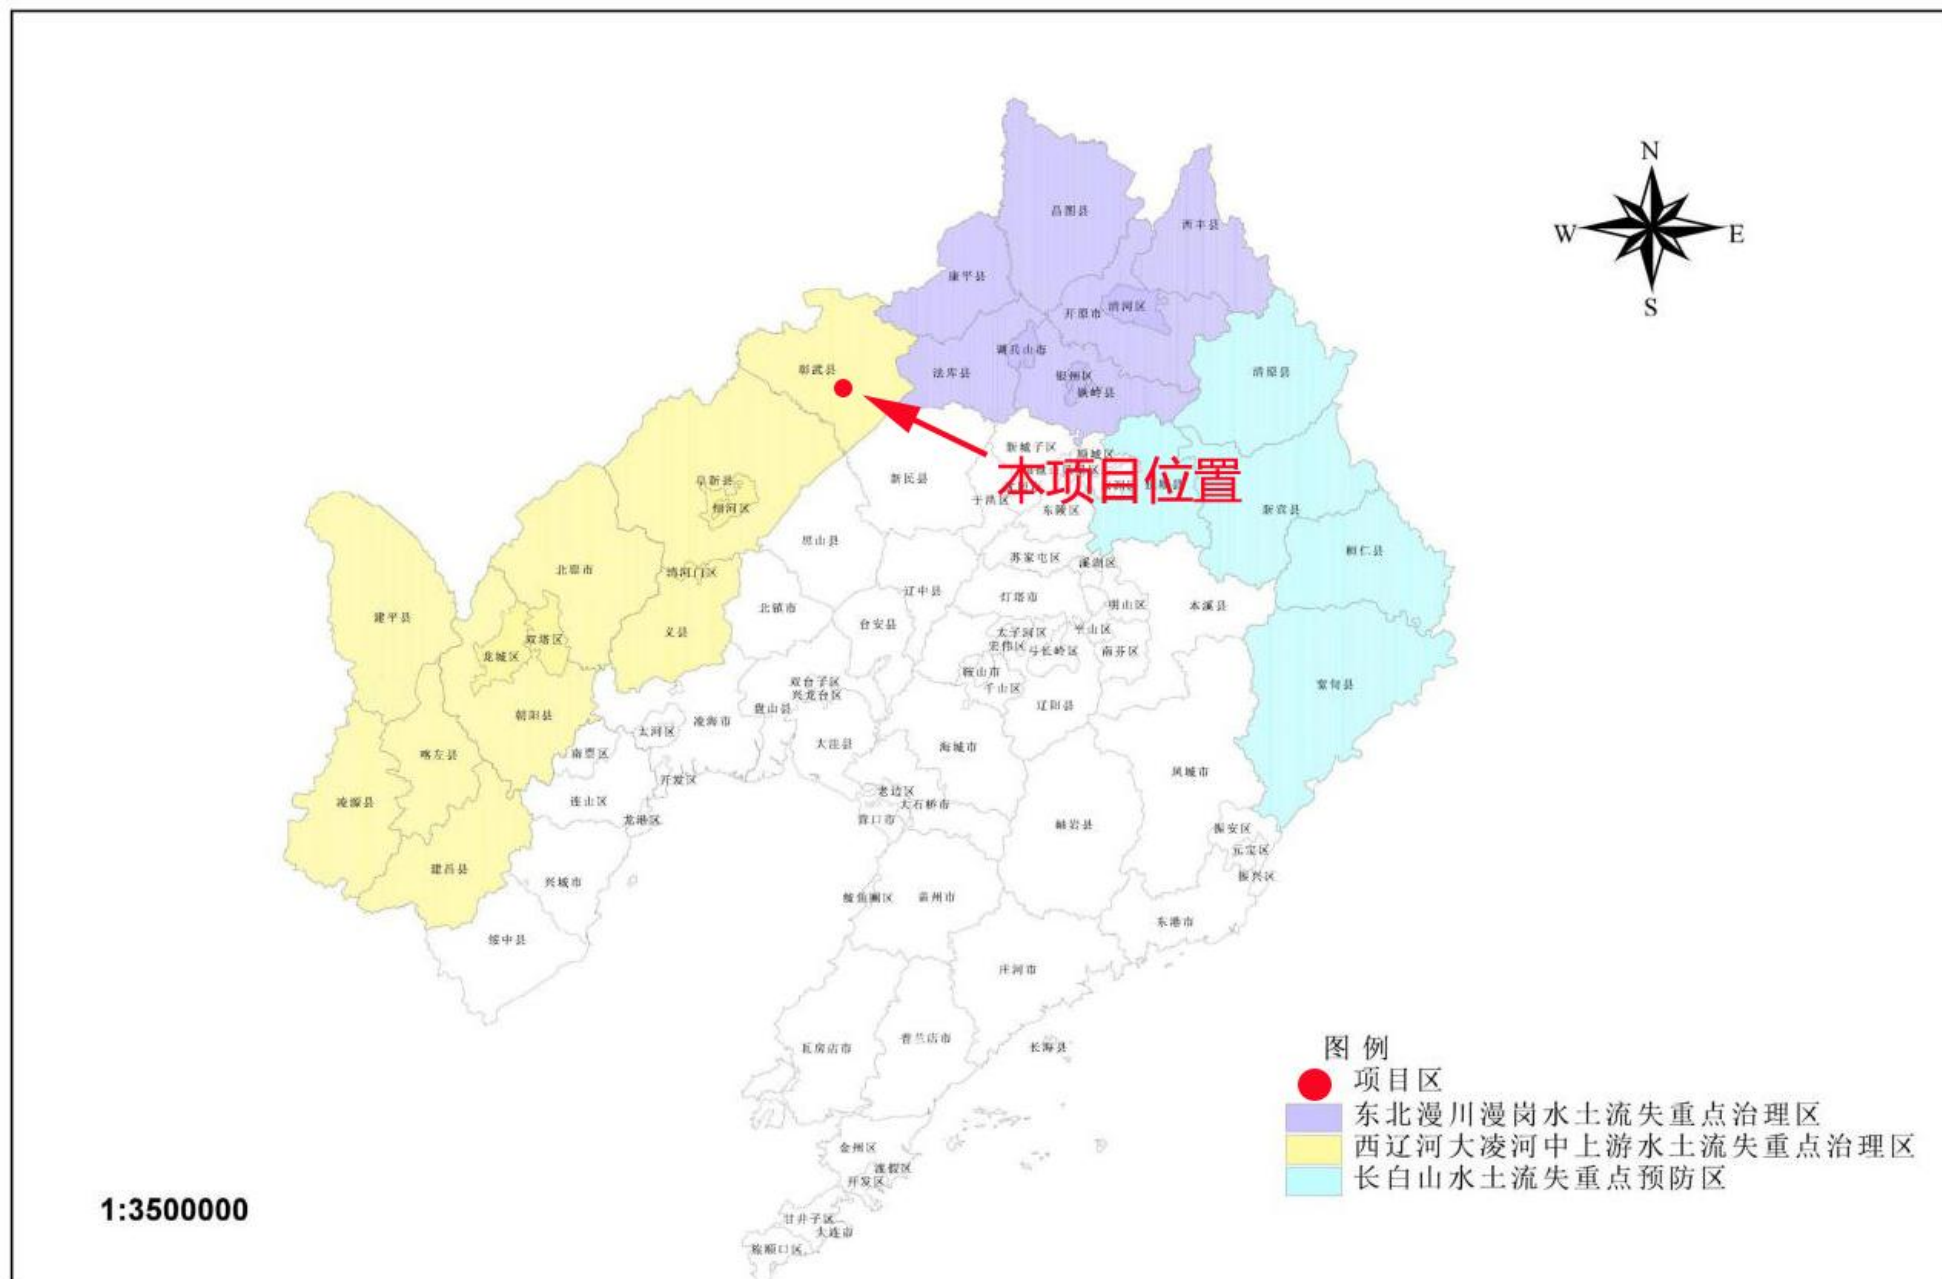 N
W
E
S
昌图县
西丰县
康平县
开原市
清河区
调兵山市
法库县
银州区
铁岭县
清原县
彰武县
新城子区
顺城区
本项目位置
新民县
于洪区
东陵区
新宾县
阜新县
细河区
黑山县
桓仁县
苏家屯区
溪湖区
北票市
清河门区
辽中县
灯塔市
明山区
本溪县
北镇市
建平县
台安县
义县
双塔区
龙城区
太子河区
宏伟区
弓长岭区
平山区
南芬区
鞍山市
千山区
宽甸县
双台子区
兴龙台区
盘山县
辽阳县
朝阳县
凌海市
太河区
大洼县
海城市
喀左县
南票区
凤城市
开发区
凌源县
连山区
龙港区
老边区
大石桥市
营口市
岫岩县
振安区
元宝区
振兴区
建昌县
兴城市
鲅鱼圈区
盖州市
东港市
绥中县
庄河市
瓦房店市
普兰店市
长海县
金州区
渡假区
开发区
甘井子区
大连市
旅顺口区
图 例
项目区
东北漫川漫岗水土流失重点治理区
西辽河大凌河中上游水土流失重点治理区
长白山水土流失重点预防区
1:3500000